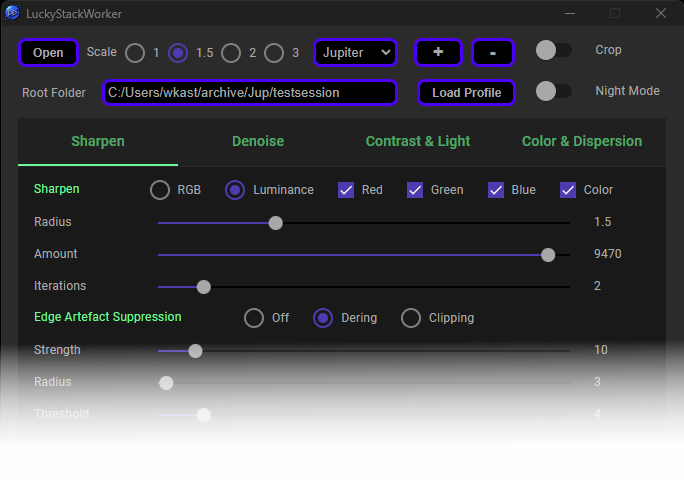 LuckyStackWorker
Open Scale 1 1.5 2 3 Jupiter + - Crop
Root Folder C:/Users/wkast/archive/Jup/testsession Load Profile Night Mode
Sharpen Denoise Contrast & Light Color & Dispersion
Sharpen RGB Luminance Red Green Blue Color
Radius 1.5
Amount 9470
Iterations 2
Edge Artefact Suppression Off Dering Clipping
Strength 10
Radius 3
Threshold 4